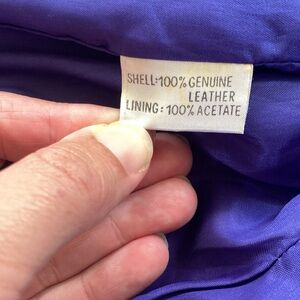 SHELL:100% GENUINE
LEATHER
LINING: 100% ACETATE